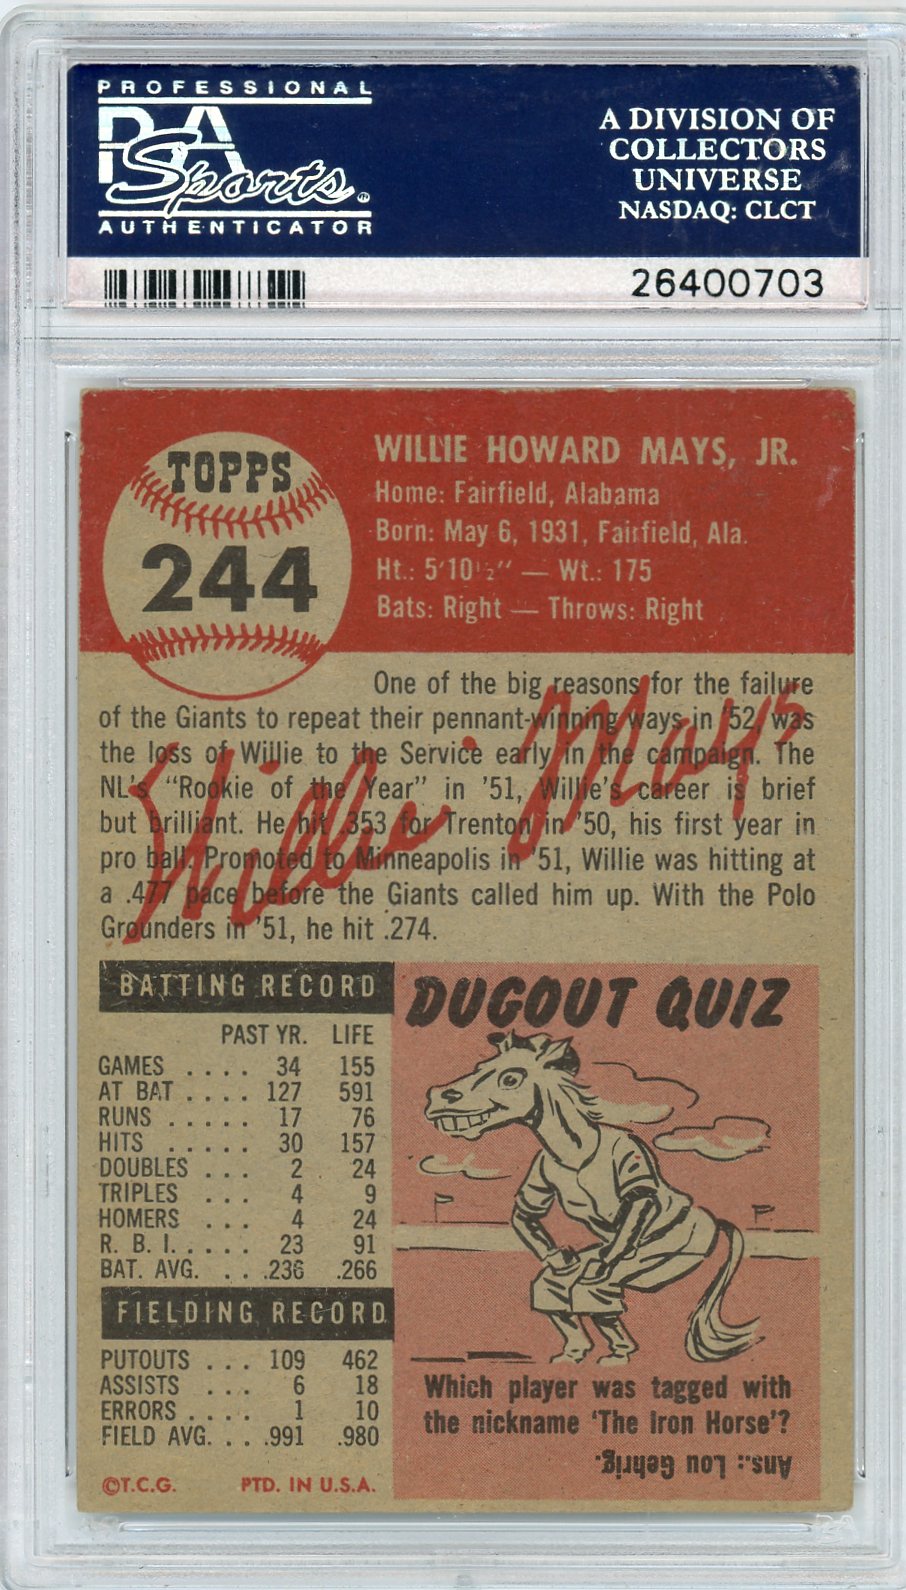 PROFESSIONAL
PSA
Sports®
AUTHENTICATOR
A DIVISION OF
COLLECTORS
UNIVERSE
NASDAQ: CLCT
26400703
TOPPS
244
WILLIE HOWARD MAYS, JR.
Home: Fairfield, Alabama
Born: May 6, 1931, Fairfield, Ala.
Ht.: 5'10½" — Wt.: 175
Bats: Right — Throws: Right
One of the big reasons for the failure
of the Giants to repeat their pennant-winning ways in '52, was
the loss of Willie to the Service early in the campaign. The
NL's "Rookie of the Year" in '51, Willie's career is brief
but brilliant. He hit .353 for Trenton in '50, his first year in
pro ball. Promoted to Minneapolis in '51, Willie was hitting at
a .477 pace before the Giants called him up. With the Polo
Grounders in '51, he hit .274.
Willie Mays
BATTING RECORD
PAST YR. LIFE
GAMES .... 34 155
AT BAT .... 127 591
RUNS ..... 17 76
HITS ..... 30 157
DOUBLES ... 2 24
TRIPLES ... 4 9
HOMERS ... 4 24
R. B. I. .... 23 91
BAT. AVG. ... .236 .266
FIELDING RECORD
PUTOUTS ... 109 462
ASSISTS ... 6 18
ERRORS .... 1 10
FIELD AVG. ... .991 .980
©T.C.G. PTD. IN U.S.A.
DUGOUT QUIZ
Which player was tagged with
the nickname 'The Iron Horse'?
Ans.: Lou Gehrig.